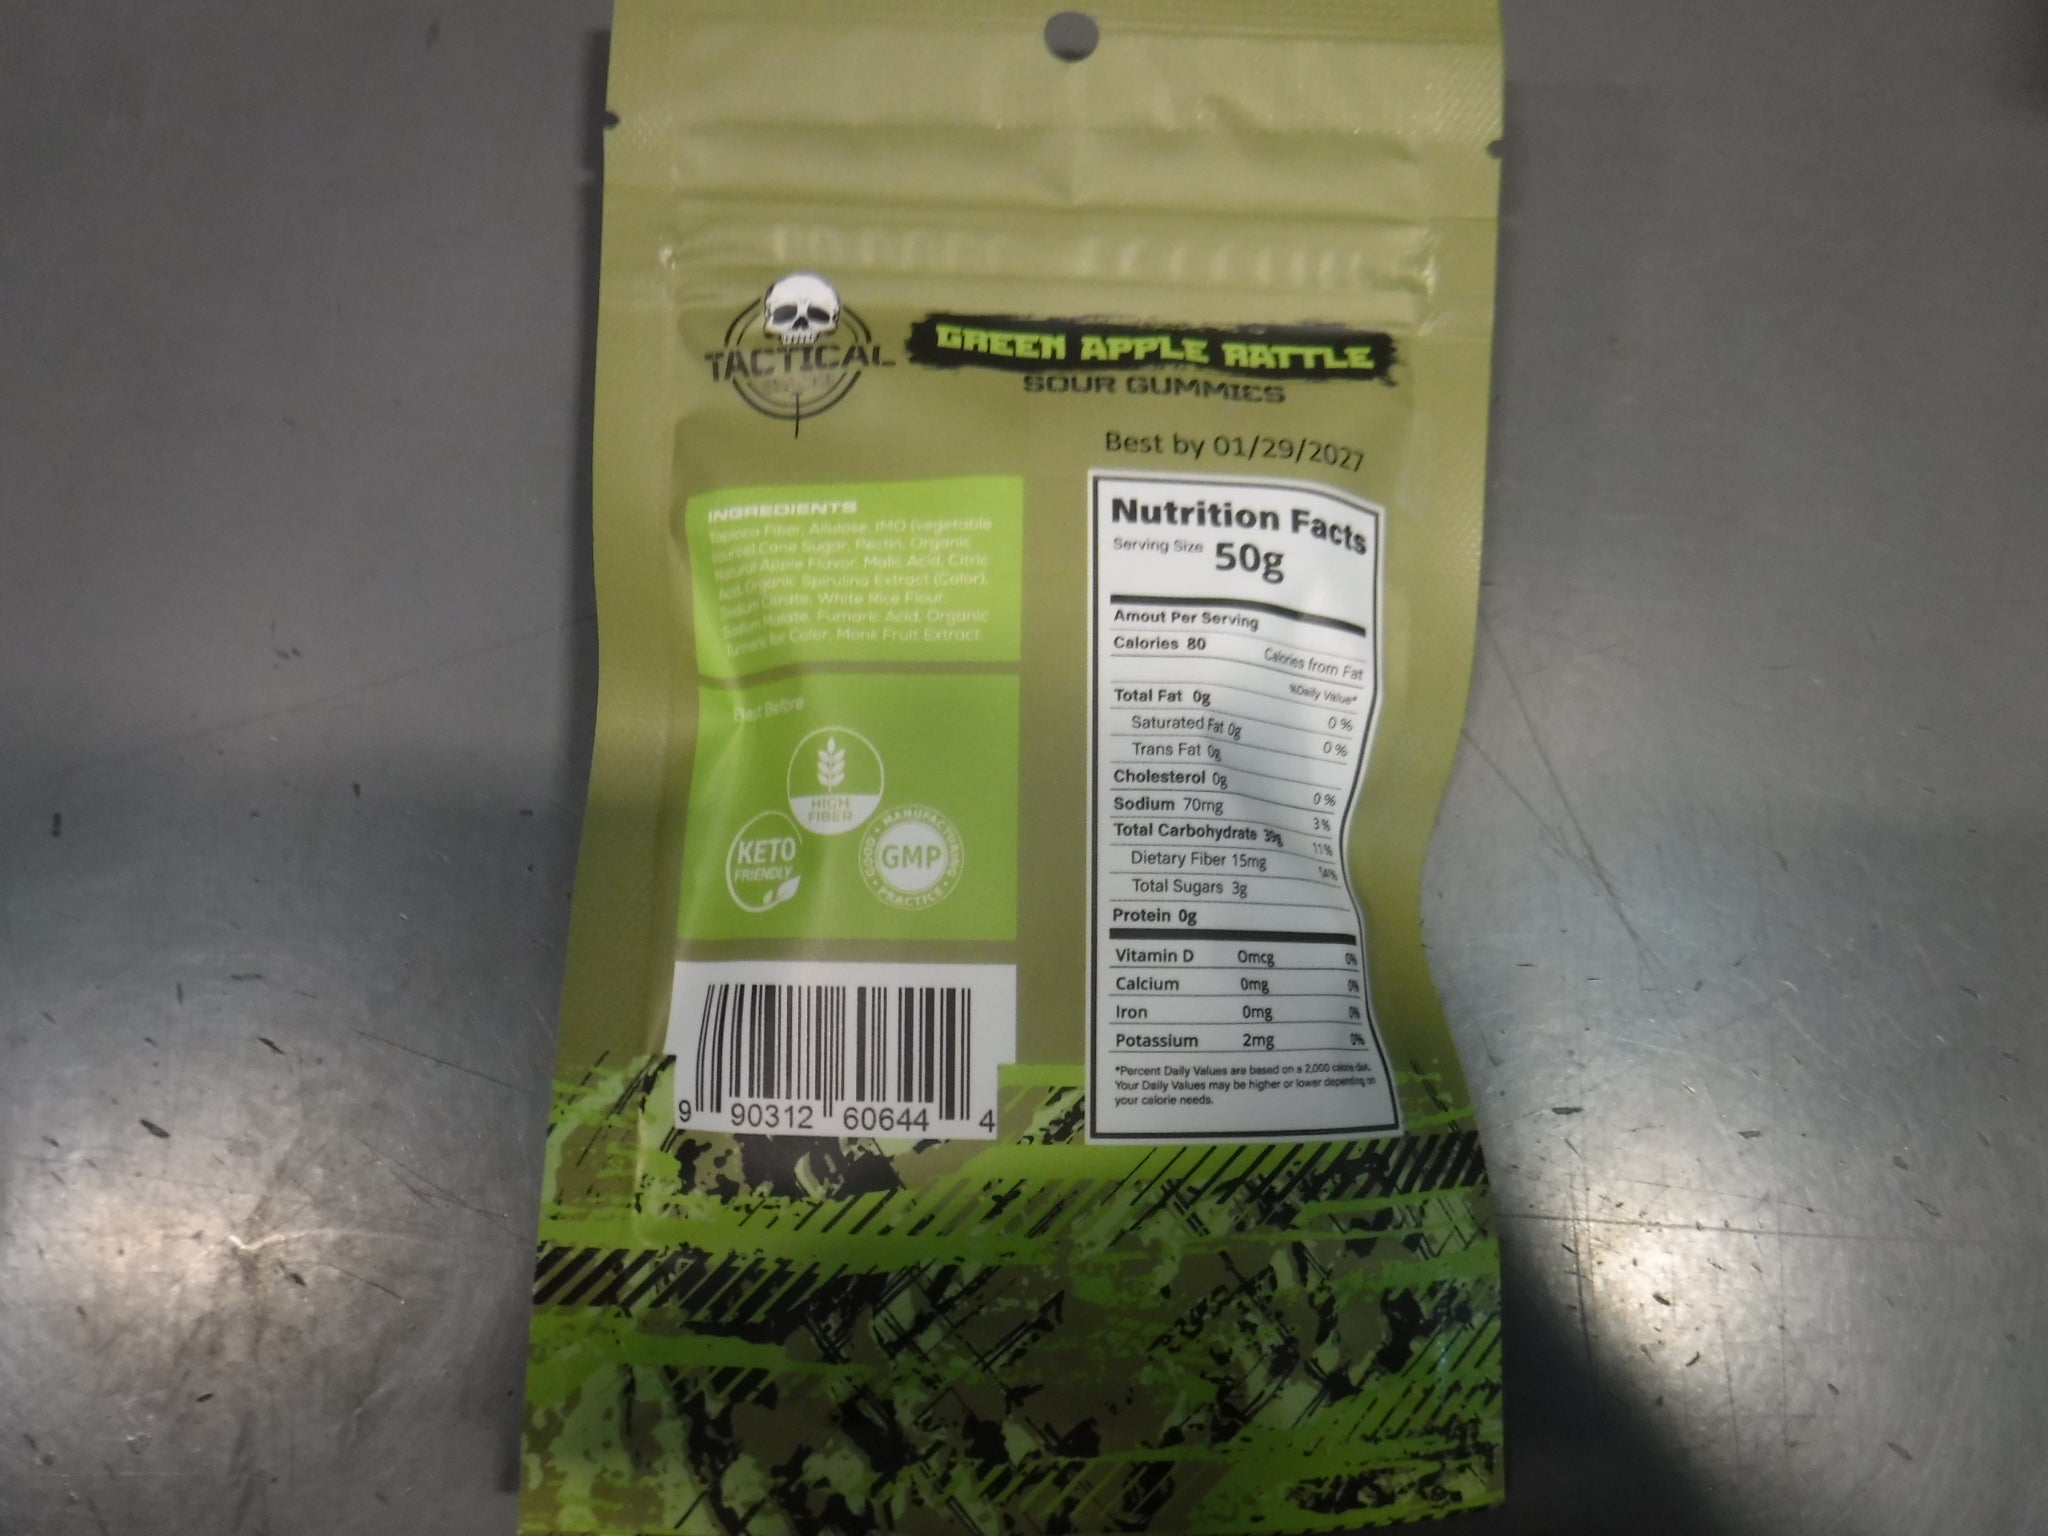 TACTICAL
GREEN APPLE RATTLE
SOUR GUMMIES
Best by 01/29/2027
INGREDIENTS
Tapioca Fiber, Allulose, IMO (vegetable
source) Cane Sugar, Pectin, Organic
Natural Apple Flavor, Malic Acid, Citric
Acid, Organic Spirulina Extract (Color),
Sodium Citrate, White Rice Flour,
Sodium Malate, Fumaric Acid, Organic
Turmeric for Color, Monk Fruit Extract
Best Before
HIGH
FIBER
KETO
FRIENDLY
GOOD • MANUFACTURING • PRACTICE •
GMP
9 90312 60644 4
Nutrition Facts
Serving Size 50g
Amout Per Serving
Calories 80 Calories from Fat
%Daily Value*
Total Fat 0g 0%
Saturated Fat 0g 0%
Trans Fat 0g
Cholesterol 0g 0%
Sodium 70mg 3%
Total Carbohydrate 39g 11%
Dietary Fiber 15mg 54%
Total Sugars 3g
Protein 0g
Vitamin D 0mcg 0%
Calcium 0mg 0%
Iron 0mg 0%
Potassium 2mg 0%
*Percent Daily Values are based on a 2,000 calorie diet.
Your Daily Values may be higher or lower depending on
your calorie needs.